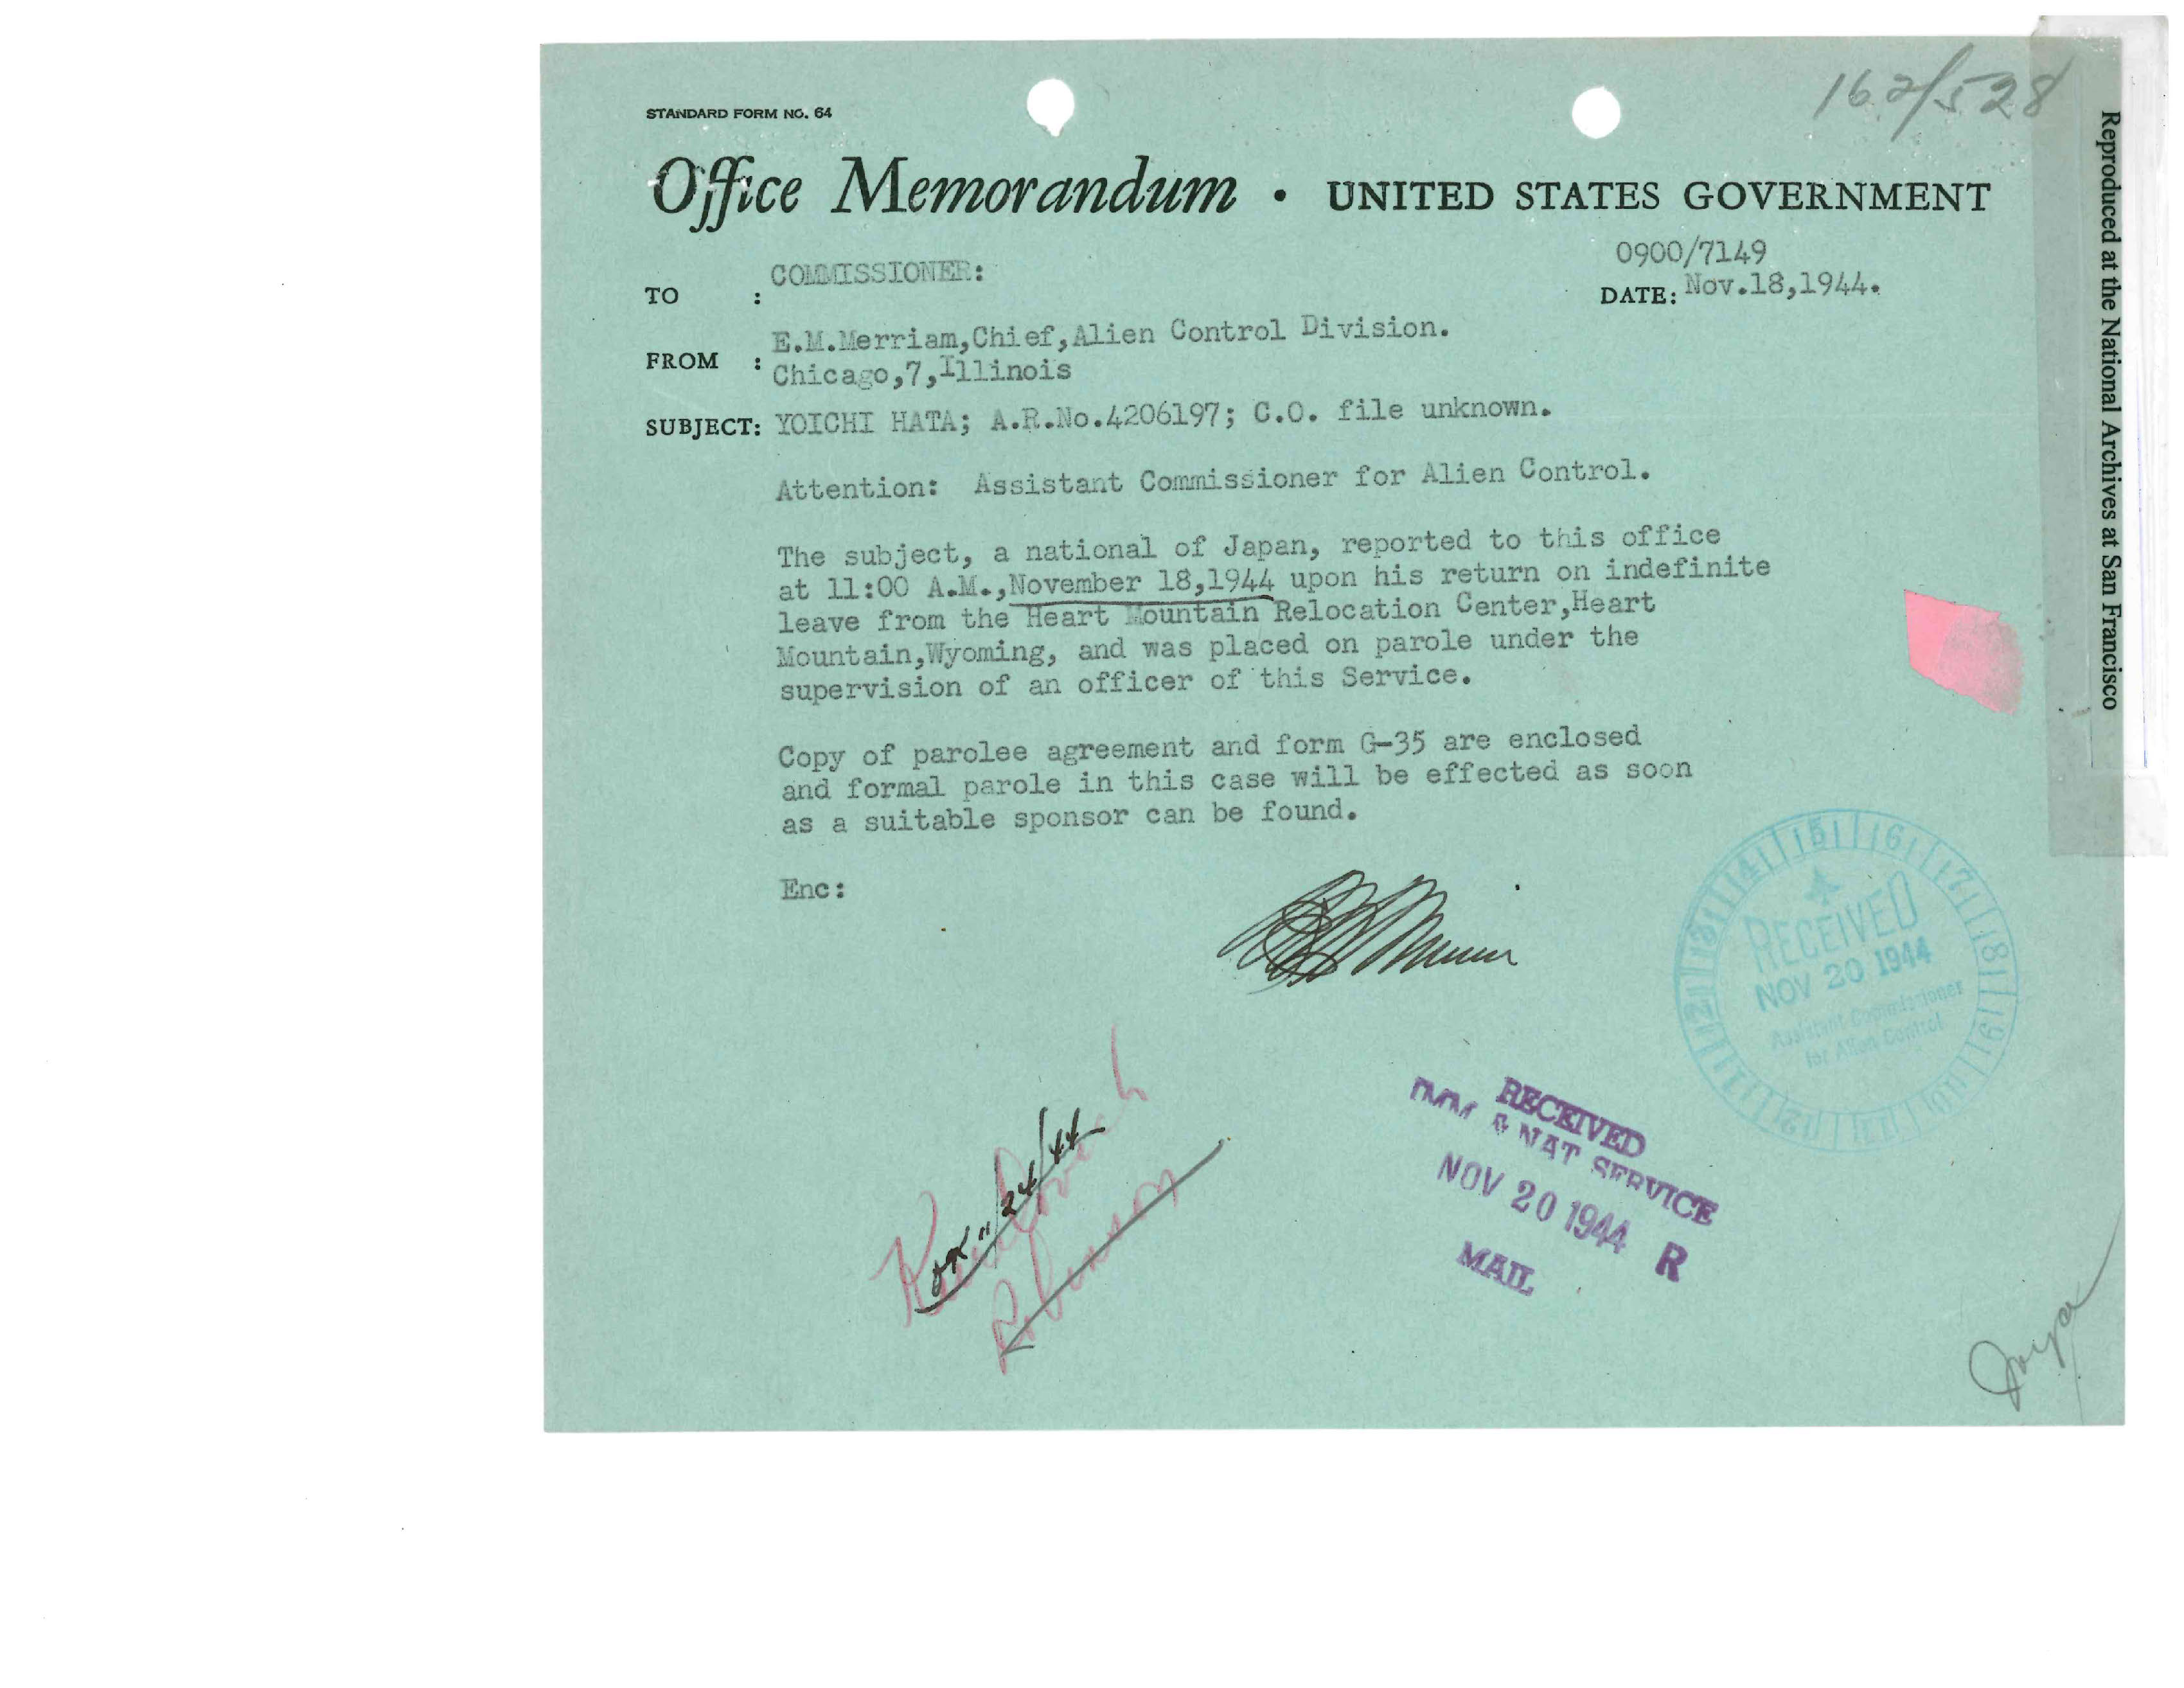 162/528
STANDARD FORM NO. 64
Office Memorandum • UNITED STATES GOVERNMENT
0900/7149
TO : COMMISSIONER:
DATE: Nov.18,1944.
FROM : E.M.Merriam,Chief,Alien Control Division.
Chicago,7,Illinois
SUBJECT: YOICHI HATA; A.R.No.4206197; C.O. file unknown.
Attention: Assistant Commissioner for Alien Control.
The subject, a national of Japan, reported to this office
at 11:00 A.M.,November 18,1944 upon his return on indefinite
leave from the Heart Mountain Relocation Center,Heart
Mountain,Wyoming, and was placed on parole under the
supervision of an officer of this Service.
Copy of parolee agreement and form G-35 are enclosed
and formal parole in this case will be effected as soon
as a suitable sponsor can be found.
Enc:
RECEIVED
NOV 20 1944
Assistant Commissioner
for Alien Control
RECEIVED
IMM & NAT SERVICE
NOV 20 1944 R
MAIL
24/44
Robinson
Reproduced at the National Archives at San Francisco